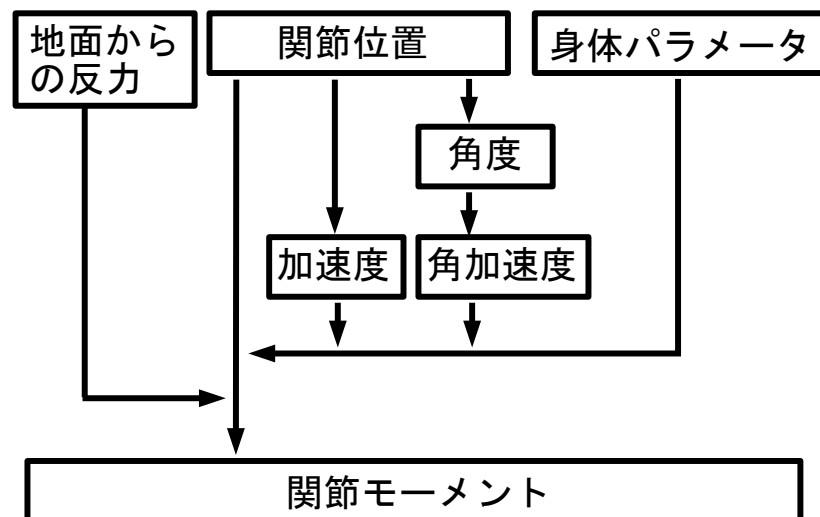 地面から
の反力
関節位置
身体パラメータ
角度
加速度
角加速度
関節モーメント